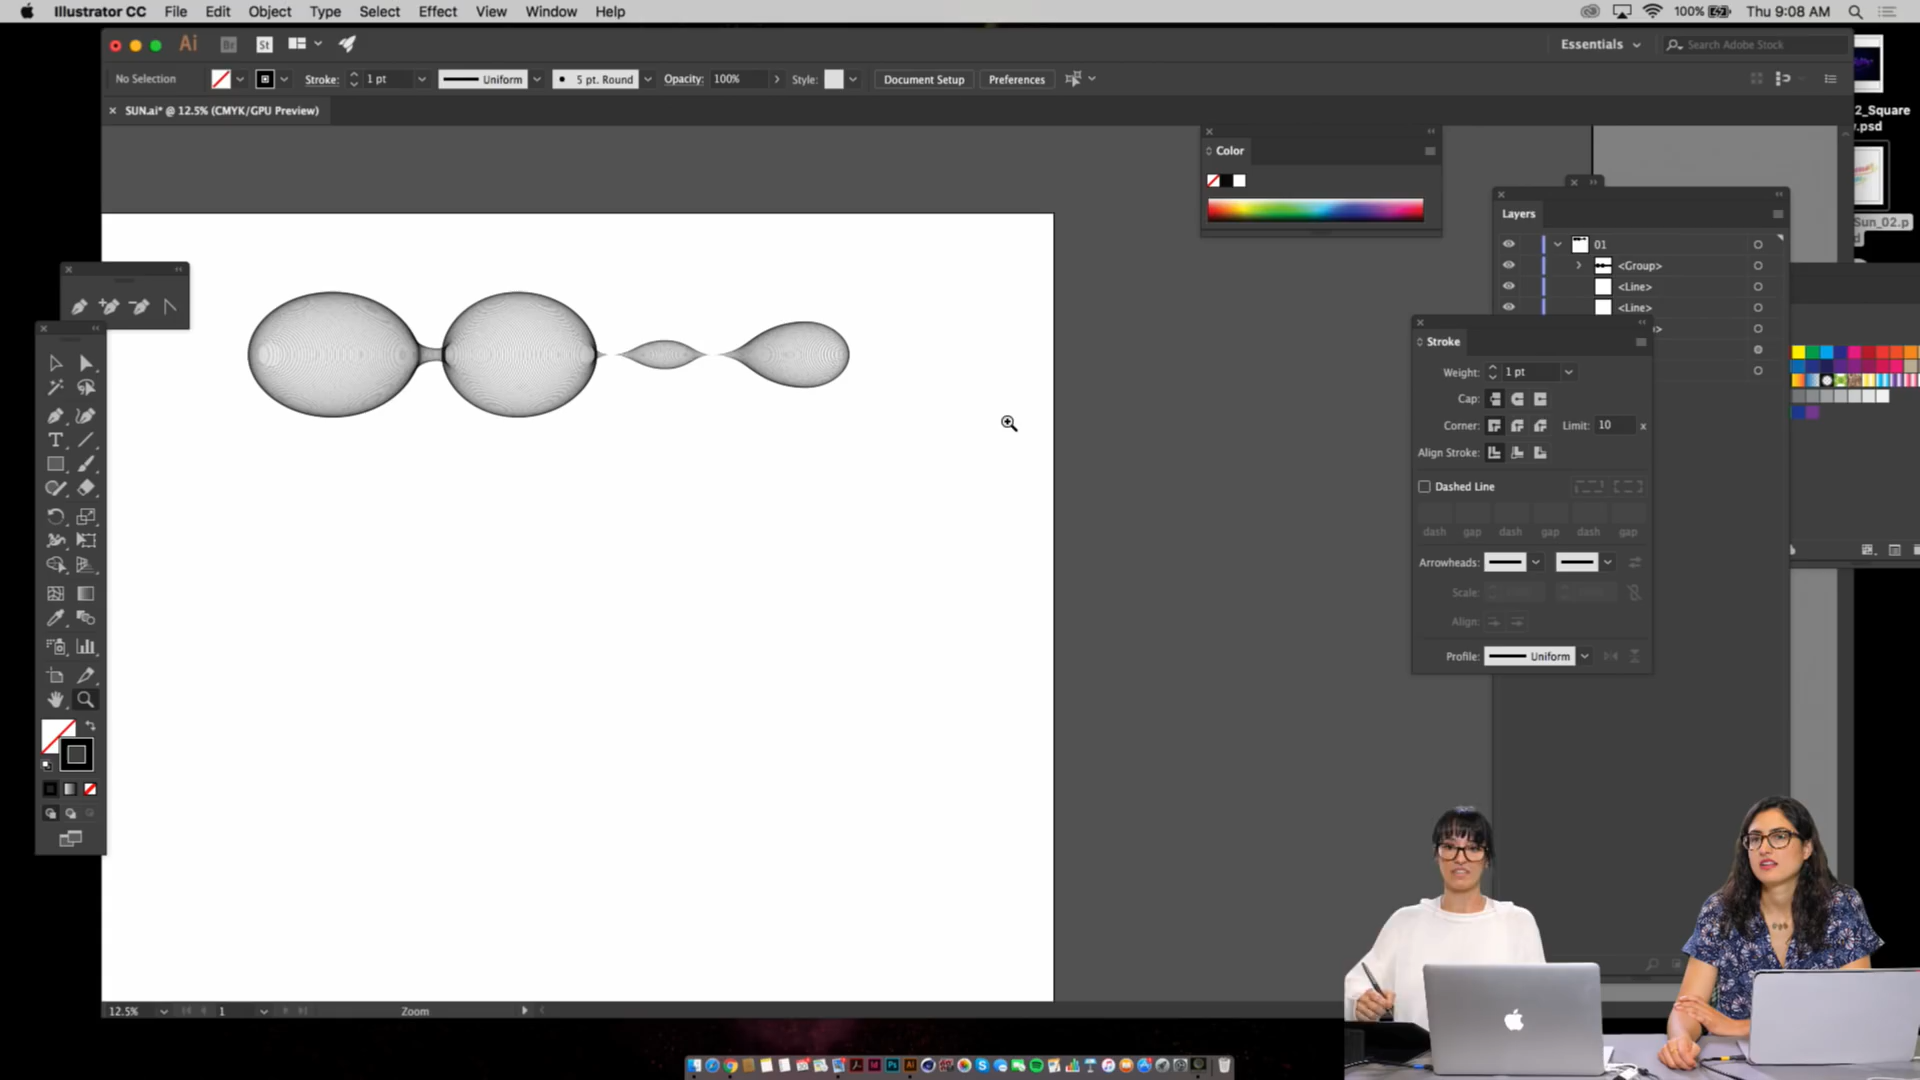 Illustrator CC File Edit Object Type Select Effect View Window Help 100% Thu 9:08 AM
Ai Br St Essentials Search Adobe Stock
No Selection Stroke: 1 pt Uniform 5 pt. Round Opacity: 100% Style: Document Setup Preferences
2_Square
.psd
× SUN.ai* @ 12.5% (CMYK/GPU Preview)
Color
Layers
01
<Group>
<Line>
<Line>
Sun_02.p
d
Stroke
Weight: 1 pt
Cap:
Corner: Limit: 10 x
Align Stroke:
Dashed Line
dash gap dash gap dash gap
Arrowheads:
Scale:
Align:
Profile: Uniform
12.5% 1 Zoom